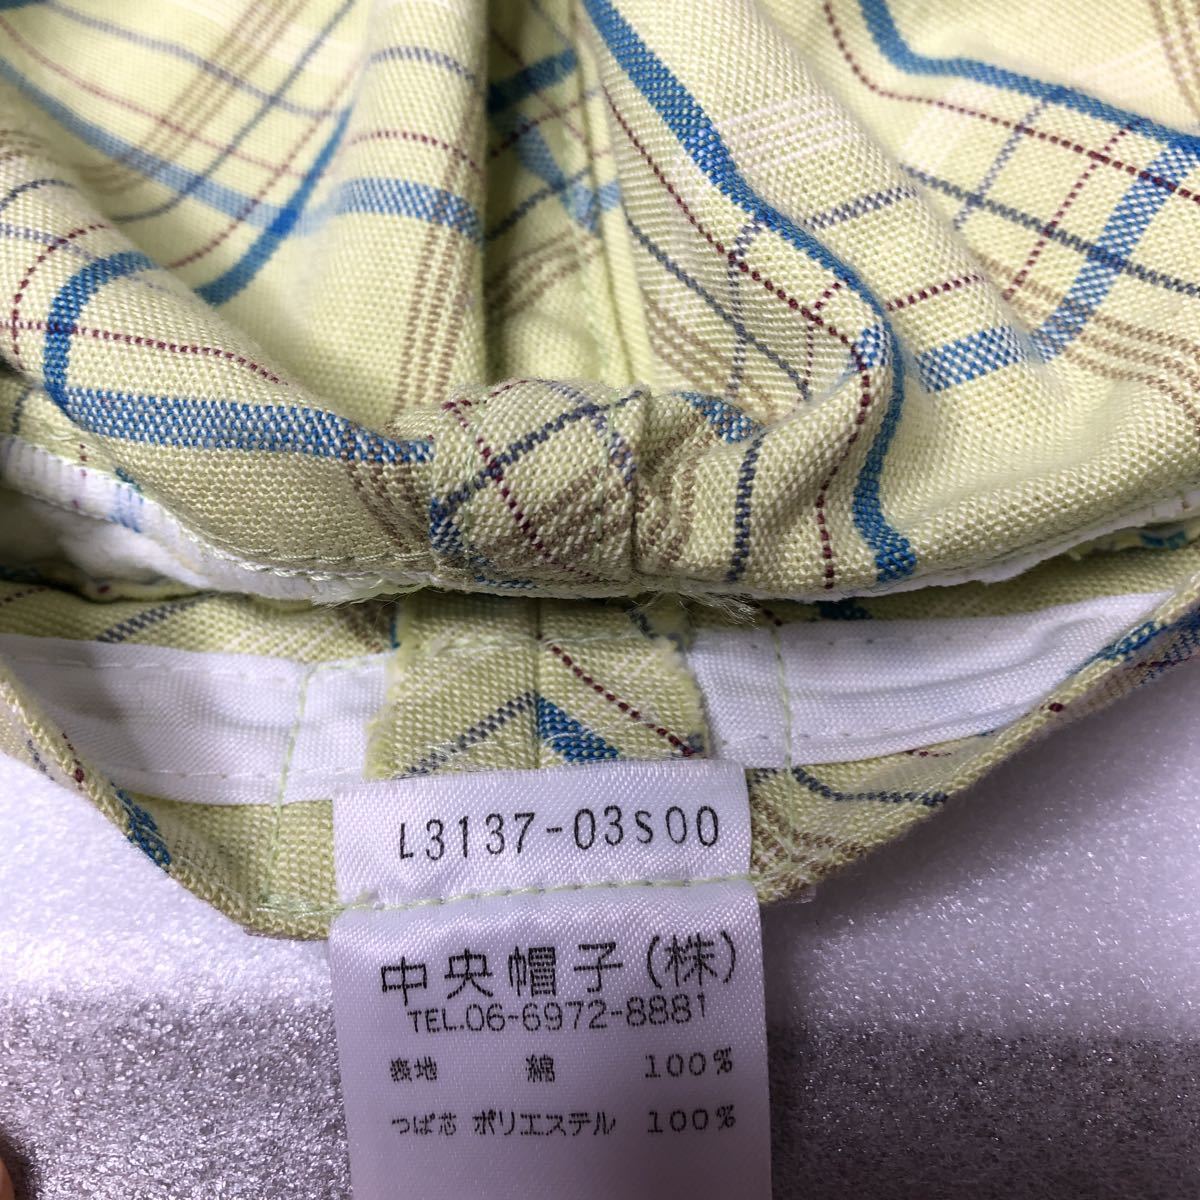 L3137-03S00
中央帽子(株)
TEL.06-6972-8881
表地 綿 100%
つば芯 ポリエステル 100%